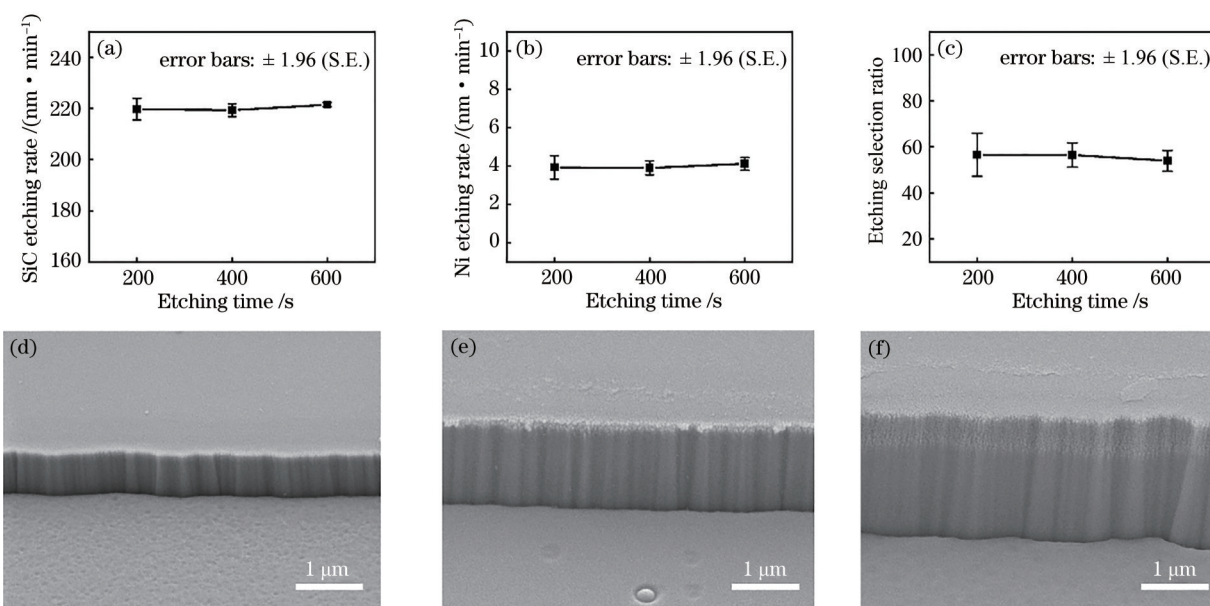 (a)
error bars: ± 1.96 (S.E.)
SiC etching rate /(nm • min⁻¹)
240
220
200
180
160
200 400 600
Etching time /s
(b)
error bars: ± 1.96 (S.E.)
Ni etching rate /(nm • min⁻¹)
10
8
6
4
2
0
200 400 600
Etching time /s
(c)
error bars: ± 1.96 (S.E.)
Etching selection ratio
100
80
60
40
20
200 400 600
Etching time /s
(d)
1 μm
(e)
1 μm
(f)
1 μm